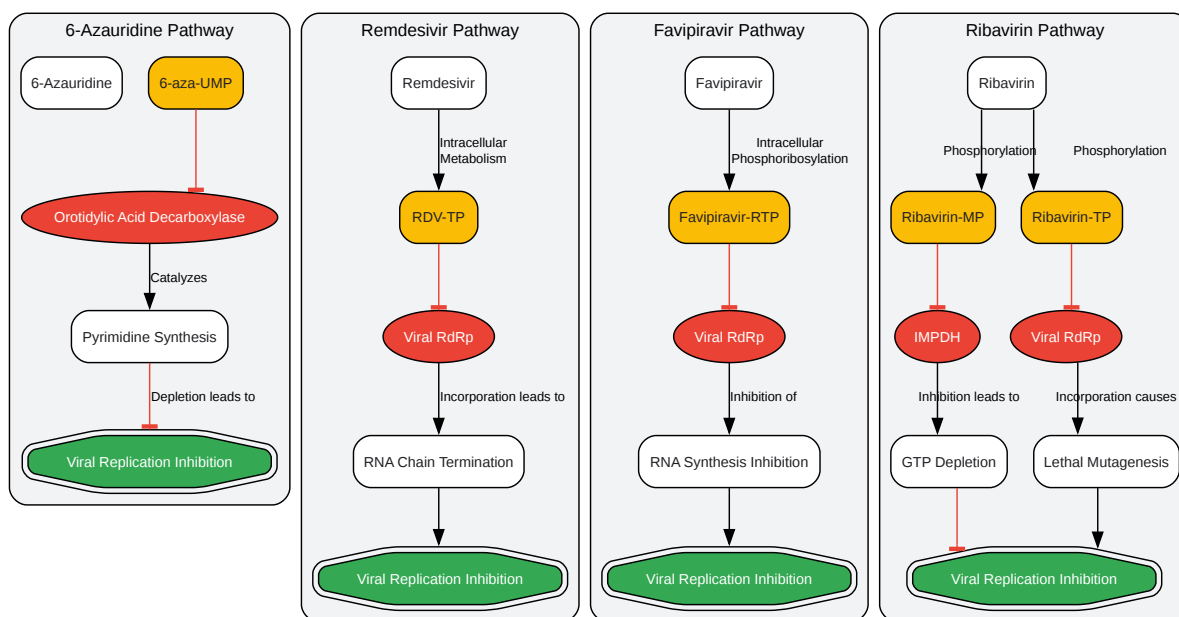 6-Azauridine Pathway
6-Azauridine
6-aza-UMP
Orotidylic Acid Decarboxylase
Catalyzes
Pyrimidine Synthesis
Depletion leads to
Viral Replication Inhibition
Remdesivir Pathway
Remdesivir
Intracellular
Metabolism
RDV-TP
Viral RdRp
Incorporation leads to
RNA Chain Termination
Viral Replication Inhibition
Favipiravir Pathway
Favipiravir
Intracellular
Phosphoribosylation
Favipiravir-RTP
Viral RdRp
Inhibition of
RNA Synthesis Inhibition
Viral Replication Inhibition
Ribavirin Pathway
Ribavirin
Phosphorylation
Phosphorylation
Ribavirin-MP
Ribavirin-TP
IMPDH
Viral RdRp
Inhibition leads to
Incorporation causes
GTP Depletion
Lethal Mutagenesis
Viral Replication Inhibition